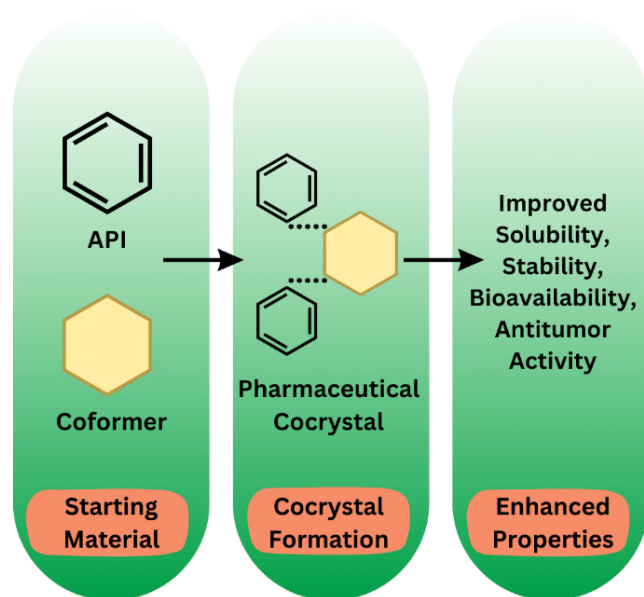 API
Coformer
Starting
Material
Pharmaceutical
Cocrystal
Cocrystal
Formation
Improved
Solubility,
Stability,
Bioavailability,
Antitumor
Activity
Enhanced
Properties